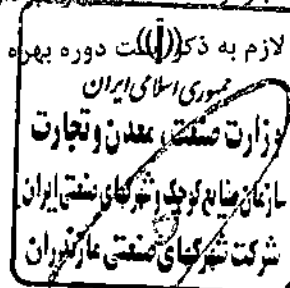 لازم به ذکر است دوره بهره
جمهوری اسلامی ایران
وزارت صنعت، معدن و تجارت
سازمان صنایع کوچک و شهرکهای صنعتی ایران
شرکت شهرکهای صنعتی مازندران